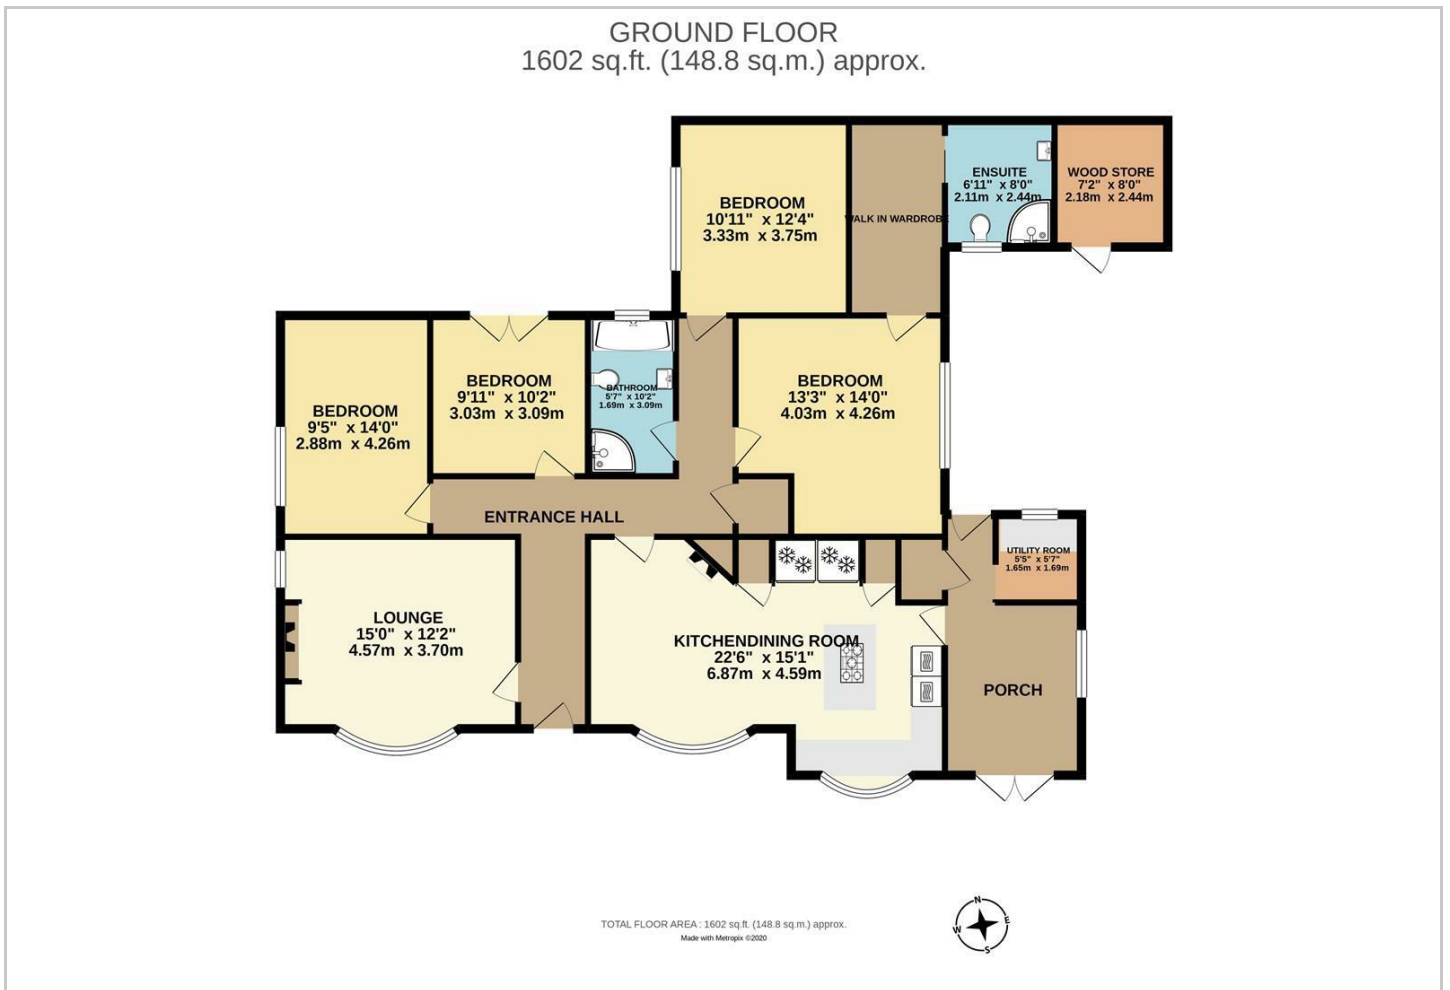 GROUND FLOOR
1602 sq.ft. (148.8 sq.m.) approx.
BEDROOM
10'11" x 12'4"
3.33m x 3.75m
WALK IN WARDROBE
ENSUITE
6'11" x 8'0"
2.11m x 2.44m
WOOD STORE
7'2" x 8'0"
2.18m x 2.44m
BEDROOM
9'5" x 14'0"
2.88m x 4.26m
BEDROOM
9'11" x 10'2"
3.03m x 3.09m
BATHROOM
5'7" x 10'2"
1.69m x 3.09m
BEDROOM
13'3" x 14'0"
4.03m x 4.26m
ENTRANCE HALL
UTILITY ROOM
5'5" x 5'7"
1.65m x 1.69m
LOUNGE
15'0" x 12'2"
4.57m x 3.70m
KITCHENDINING ROOM
22'6" x 15'1"
6.87m x 4.59m
PORCH
TOTAL FLOOR AREA : 1602 sq.ft. (148.8 sq.m.) approx.
Made with Metropix ©2020
N
E
W
S